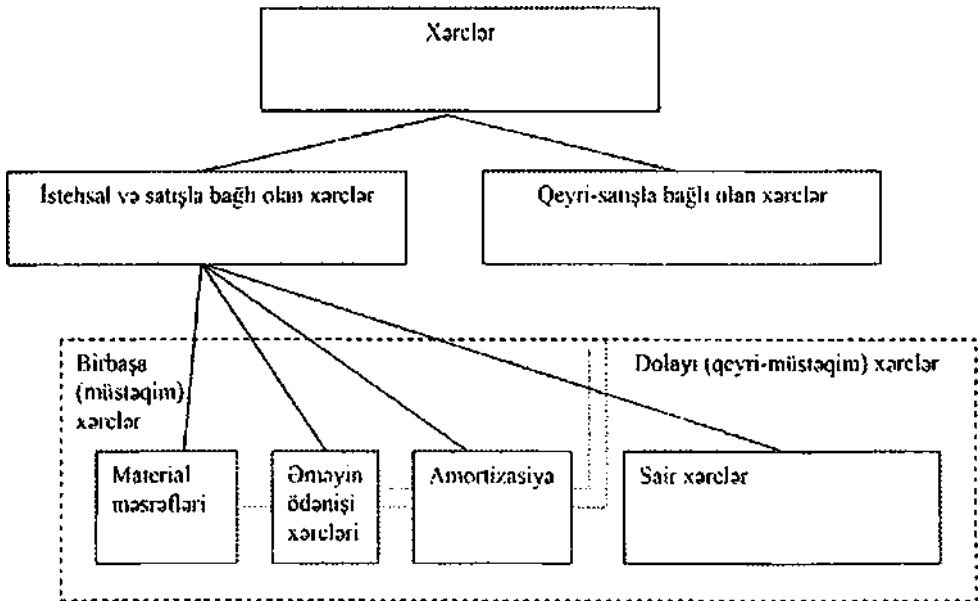 Xərclər
İstehsal və satışla bağlı olan xərclər
Qeyri-satışla bağlı olan xərclər
Birbaşa
(müstəqim)
xərclər
Dolayı (qeyri-müstəqim) xərclər
Material
məsrəfləri
Əməyin
ödənişi
xərcləri
Amortizasiya
Sair xərclər